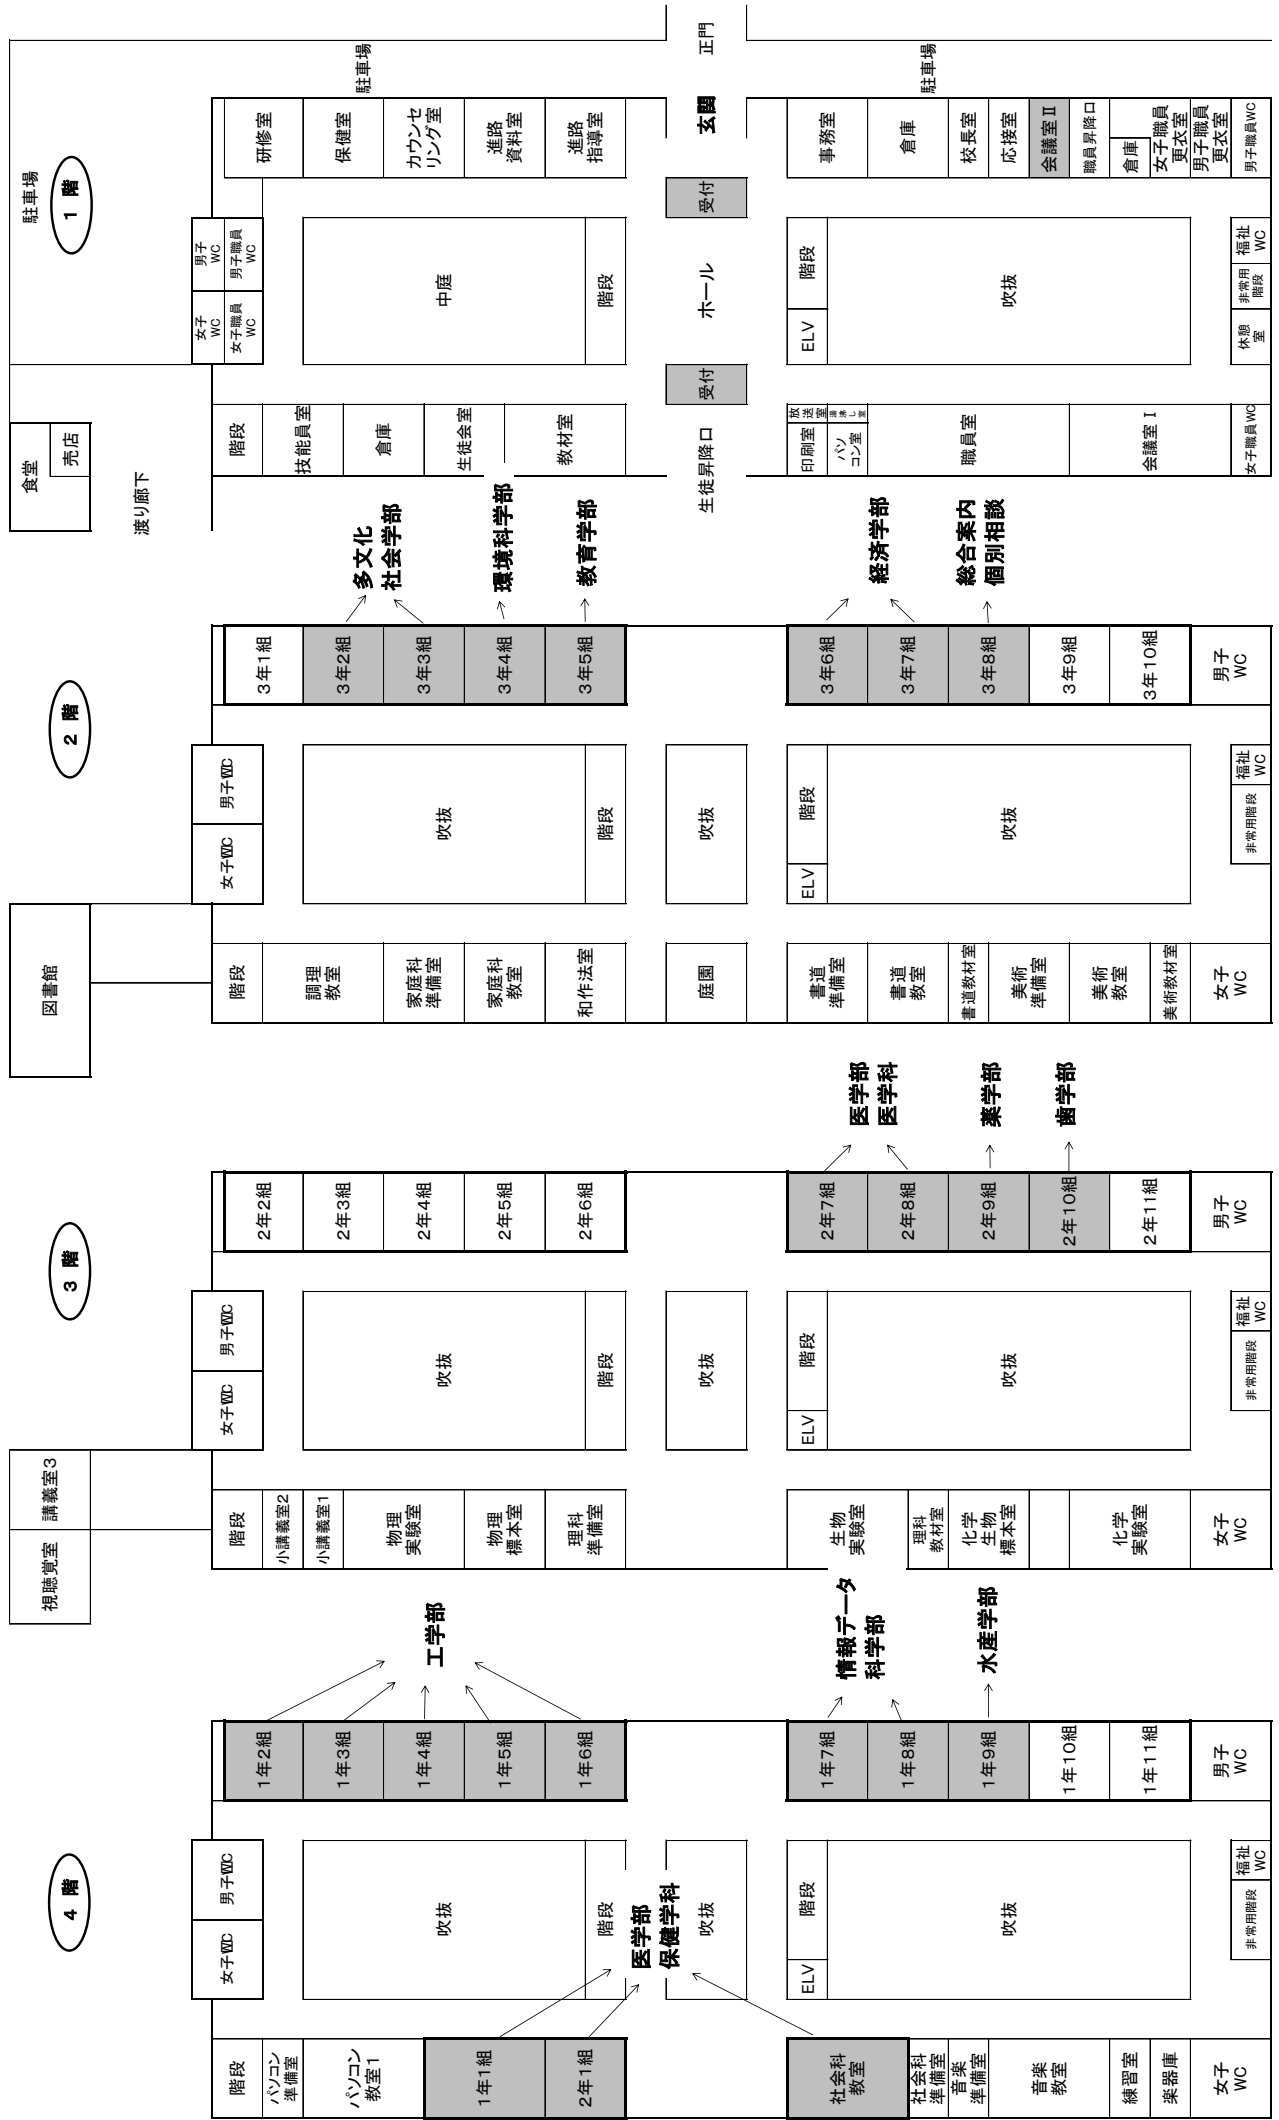 4 階
女子WC
男子WC
階段
パソコン
準備室
パソコン
教室1
1年1組
2年1組
社会科
教室
社会科
準備室
音楽
準備室
音楽
教室
練習室
楽器庫
女子
WC
吹抜
階段
医学部
保健学科
吹抜
ELV
階段
吹抜
非常用階段
福祉
WC
1年2組
1年3組
1年4組
1年5組
1年6組
1年7組
1年8組
1年9組
1年10組
1年11組
男子
WC
工学部
情報データ
科学部
水産学部
3 階
視聴覚室
講義室3
女子WC
男子WC
階段
小講義室2
小講義室1
物理
実験室
物理
標本室
理科
準備室
生物
実験室
理科
教材室
化学
生物
標本室
化学
実験室
女子
WC
吹抜
階段
吹抜
ELV
階段
吹抜
非常用階段
福祉
WC
2年2組
2年3組
2年4組
2年5組
2年6組
2年7組
2年8組
2年9組
2年10組
2年11組
男子
WC
医学部
医学科
薬学部
歯学部
2 階
図書館
女子WC
男子WC
階段
調理
教室
家庭科
準備室
家庭科
教室
和作法室
庭園
書道
準備室
書道
教室
書道教材室
美術
準備室
美術
教室
美術教材室
女子
WC
吹抜
階段
吹抜
ELV
階段
吹抜
非常用階段
福祉
WC
3年1組
3年2組
3年3組
3年4組
3年5組
3年6組
3年7組
3年8組
3年9組
3年10組
男子
WC
多文化
社会学部
環境科学部
教育学部
経済学部
総合案内
個別相談
1 階
駐車場
食堂
売店
渡り廊下
女子
WC
男子
WC
女子職員
WC
男子職員
WC
階段
技能員室
倉庫
生徒会室
教材室
生徒昇降口
印刷室
放
送
室
パソ
コン室
湯沸し室
職員室
会議室Ⅰ
女子職員WC
中庭
階段
受付
ホール
受付
ELV
階段
吹抜
休憩
室
非常用
階段
福祉
WC
研修室
保健室
カウンセ
リング室
進路
資料室
進路
指導室
玄関
正門
事務室
倉庫
校長室
応接室
会議室Ⅱ
職員昇降口
倉庫
女子職員
更衣室
男子職員
更衣室
男子職員WC
駐車場
駐車場